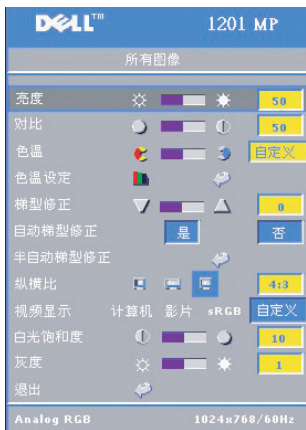 DELL™ 1201 MP
所有图像
亮度 50
对比 50
色温 自定义
色温设定
梯型修正 0
自动梯型修正 是 否
半自动梯型修正
纵横比 4:3
视频显示 计算机 影片 sRGB 自定义
白光饱和度 10
灰度 1
退出
Analog RGB 1024x768/60Hz